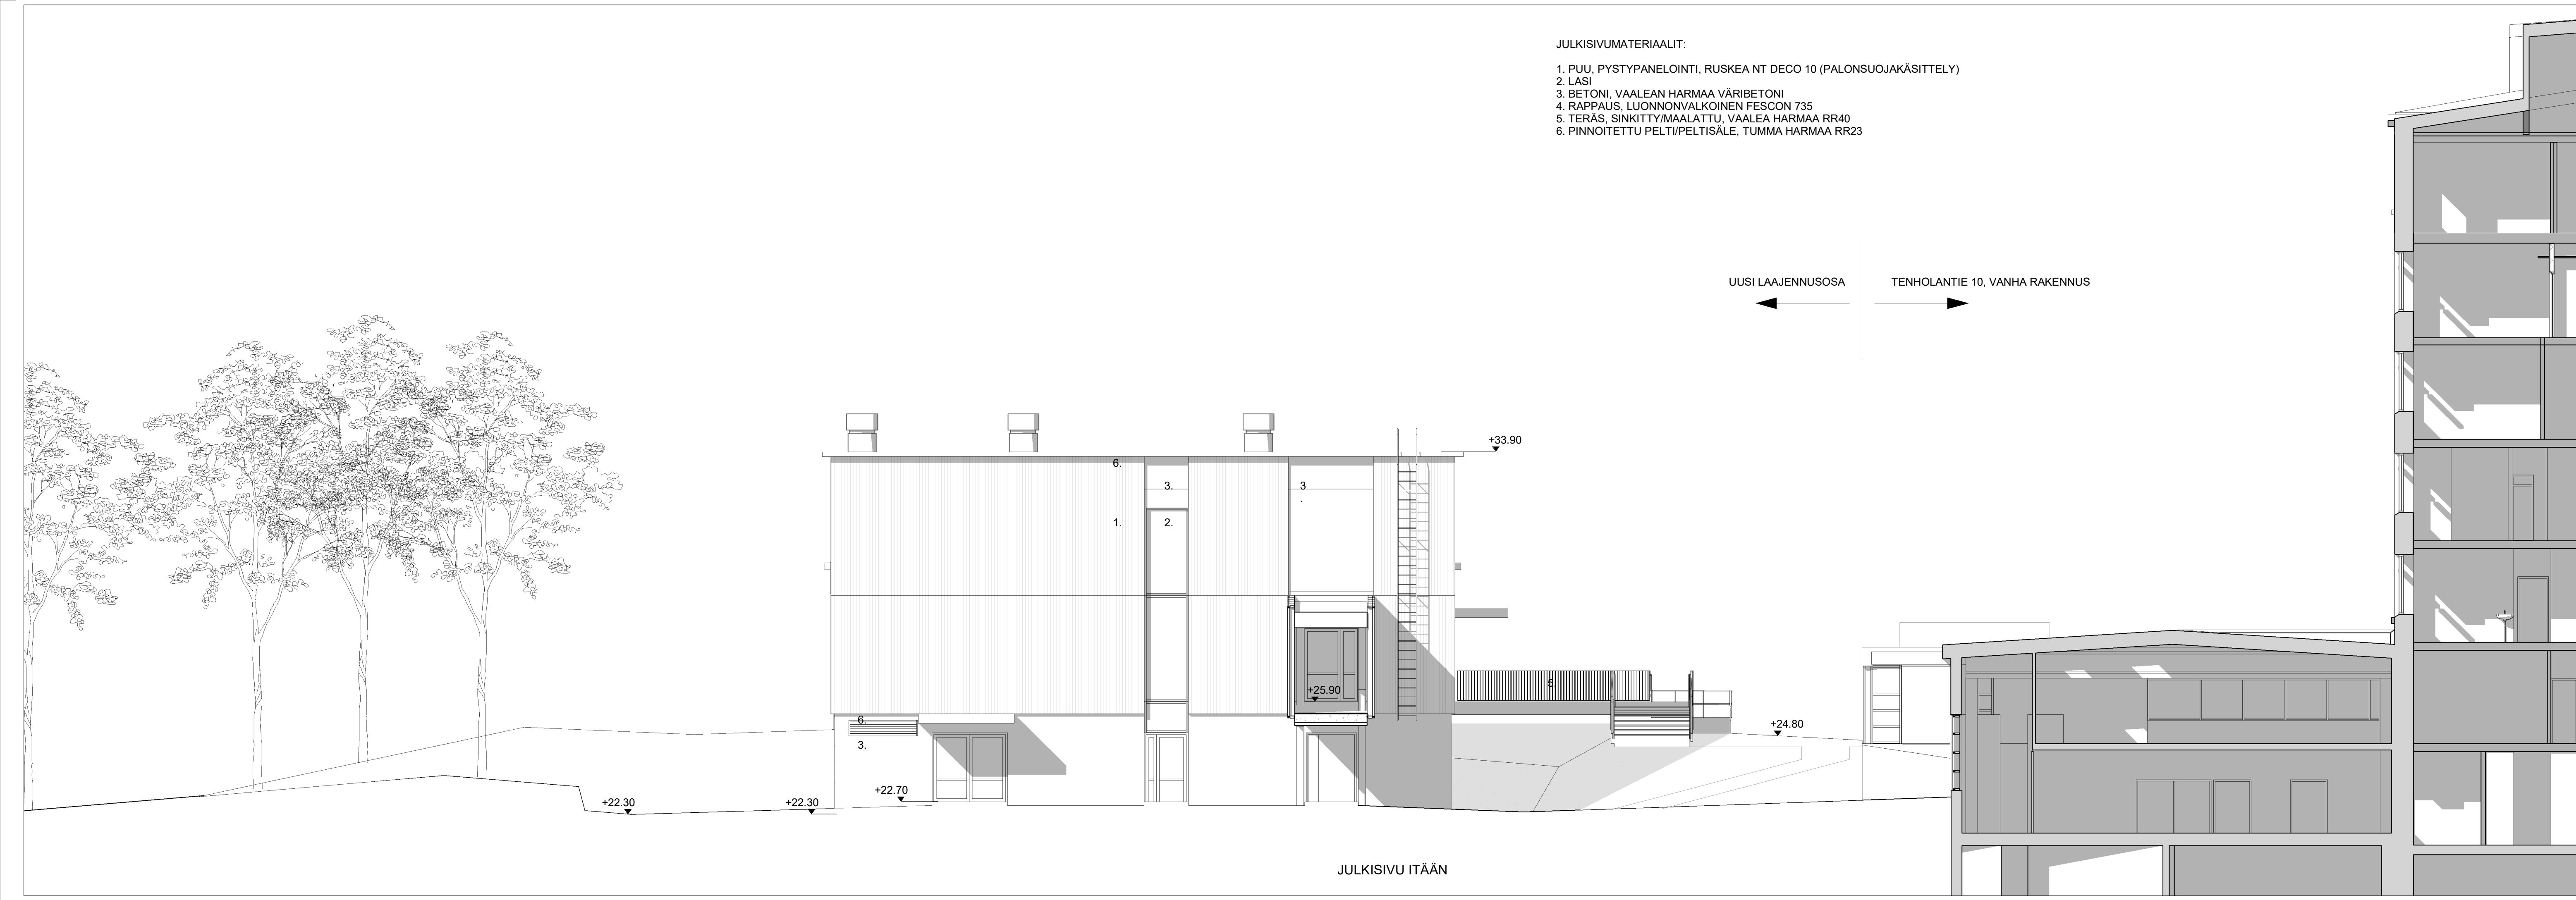 JULKISIVUMATERIAALIT:
1. PUU, PYSTYPANELOINTI, RUSKEA NT DECO 10 (PALONSUOJAKÄSITTELY)
2. LASI
3. BETONI, VAALEAN HARMAA VÄRIBETONI
4. RAPPAUS, LUONNONVALKOINEN FESCON 735
5. TERÄS, SINKITTY/MAALATTU, VAALEA HARMAA RR40
6. PINNOITETTU PELTI/PELTISÄLE, TUMMA HARMAA RR23
UUSI LAAJENNUSOSA
TENHOLANTIE 10, VANHA RAKENNUS
+33.90
6.
3.
3
.
1.
2.
5
+25.90
6.
+24.80
3.
+22.70
+22.30
+22.30
JULKISIVU ITÄÄN